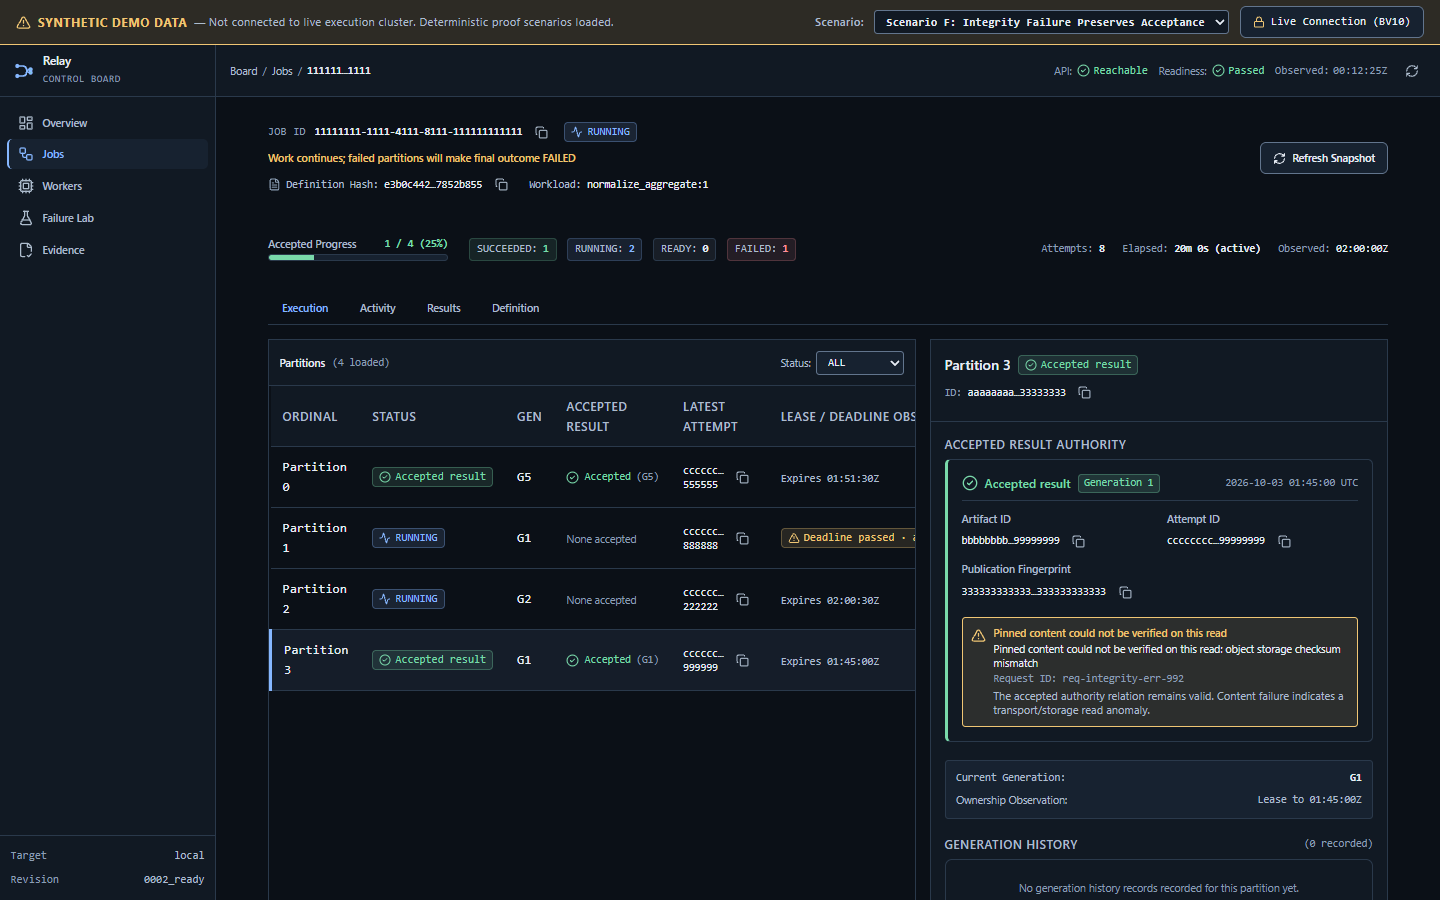 SYNTHETIC DEMO DATA — Not connected to live execution cluster. Deterministic proof scenarios loaded.
Scenario: Scenario F: Integrity Failure Preserves Acceptance
Live Connection (BV10)
Relay
CONTROL BOARD
Board / Jobs / 111111…1111
API: Reachable Readiness: Passed Observed: 00:12:25Z
Overview
Jobs
Workers
Failure Lab
Evidence
JOB ID 11111111-1111-4111-8111-111111111111 RUNNING
Work continues; failed partitions will make final outcome FAILED
Definition Hash: e3b0c442…7852b855 Workload: normalize_aggregate:1
Refresh Snapshot
Accepted Progress 1 / 4 (25%)
SUCCEEDED: 1
RUNNING: 2
READY: 0
FAILED: 1
Attempts: 8 Elapsed: 20m 0s (active) Observed: 02:00:00Z
Execution Activity Results Definition
Partitions (4 loaded)
Status: ALL
ORDINAL STATUS GEN ACCEPTED RESULT LATEST ATTEMPT LEASE / DEADLINE OBS
Partition 0 Accepted result G5 Accepted (G5) cccccc…555555 Expires 01:51:30Z
Partition 1 RUNNING G1 None accepted cccccc…888888 Deadline passed · a
Partition 2 RUNNING G2 None accepted cccccc…222222 Expires 02:00:30Z
Partition 3 Accepted result G1 Accepted (G1) cccccc…999999 Expires 01:45:00Z
Partition 3 Accepted result
ID: aaaaaaaa…33333333
ACCEPTED RESULT AUTHORITY
Accepted result Generation 1 2026-10-03 01:45:00 UTC
Artifact ID Attempt ID
bbbbbbbb…99999999 cccccccc…99999999
Publication Fingerprint
333333333333…333333333333
Pinned content could not be verified on this read
Pinned content could not be verified on this read: object storage checksum
mismatch
Request ID: req-integrity-err-992
The accepted authority relation remains valid. Content failure indicates a
transport/storage read anomaly.
Current Generation: G1
Ownership Observation: Lease to 01:45:00Z
GENERATION HISTORY (0 recorded)
No generation history records recorded for this partition yet.
Target local
Revision 0002_ready